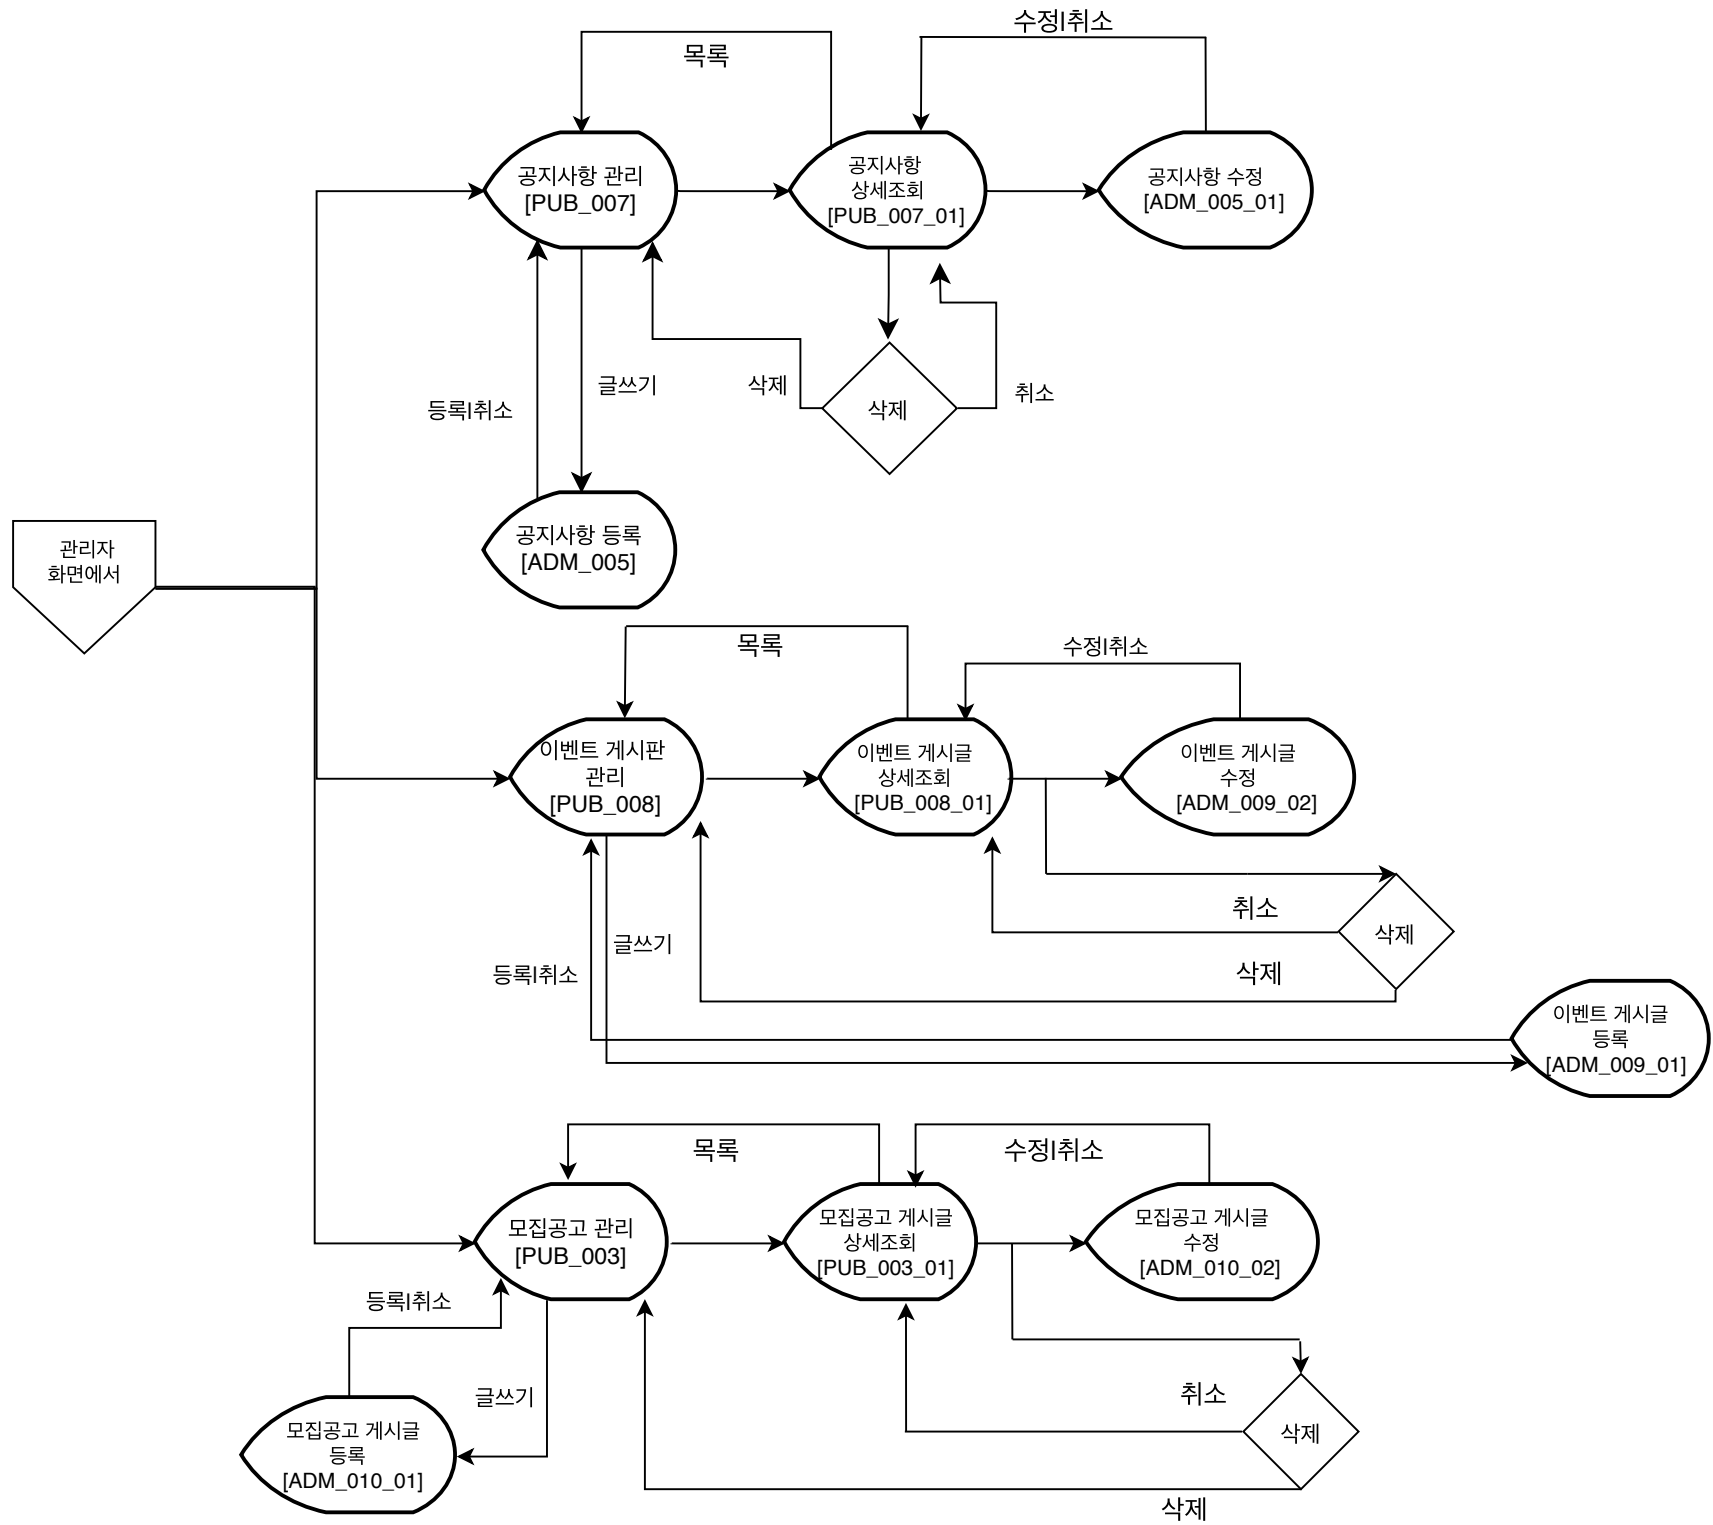 수정|취소
목록
공지사항 관리
[PUB_007]
공지사항
상세조회
[PUB_007_01]
공지사항 수정
[ADM_005_01]
등록|취소
글쓰기
삭제
삭제
취소
공지사항 등록
[ADM_005]
관리자
화면에서
목록
수정|취소
이벤트 게시판
관리
[PUB_008]
이벤트 게시글
상세조회
[PUB_008_01]
이벤트 게시글
수정
[ADM_009_02]
취소
삭제
글쓰기
등록|취소
삭제
이벤트 게시글
등록
[ADM_009_01]
목록
수정|취소
모집공고 관리
[PUB_003]
모집공고 게시글
상세조회
[PUB_003_01]
모집공고 게시글
수정
[ADM_010_02]
등록|취소
글쓰기
취소
삭제
모집공고 게시글
등록
[ADM_010_01]
삭제